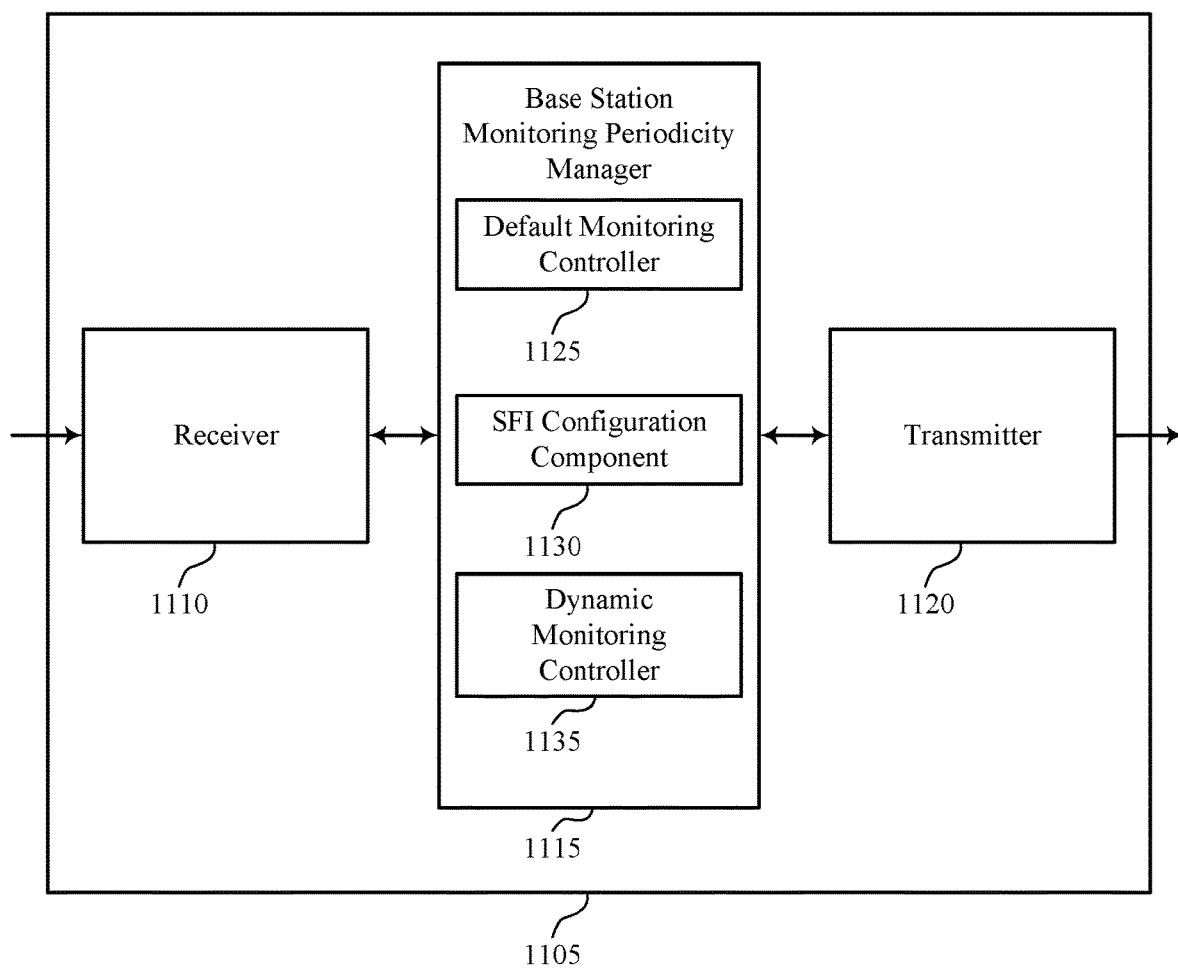 Base Station
Monitoring Periodicity
Manager
Default Monitoring
Controller
1125
Receiver
SFI Configuration
Component
Transmitter
1130
1110
1120
Dynamic
Monitoring
Controller
1135
1115
1105